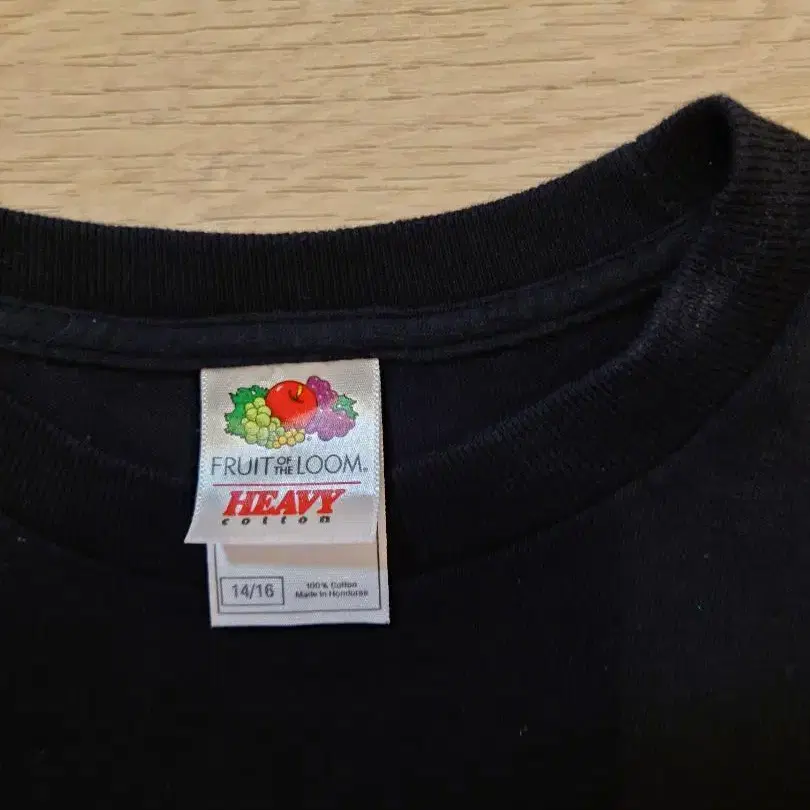 FRUIT OF THE LOOM®
HEAVY
cotton
14/16
100% Cotton
Made in Honduras